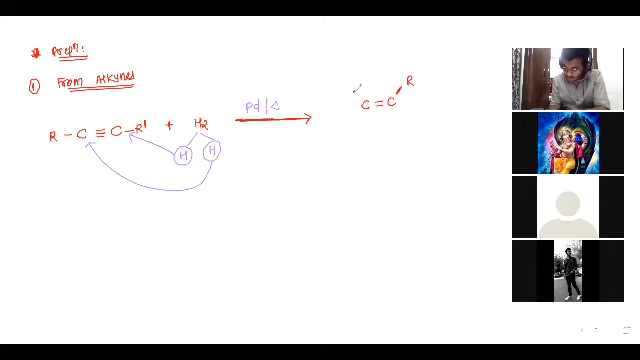 * Prepn:
① From Alkynes
R – C ≡ C – R' + H2 Pd/C → C = C R
H H